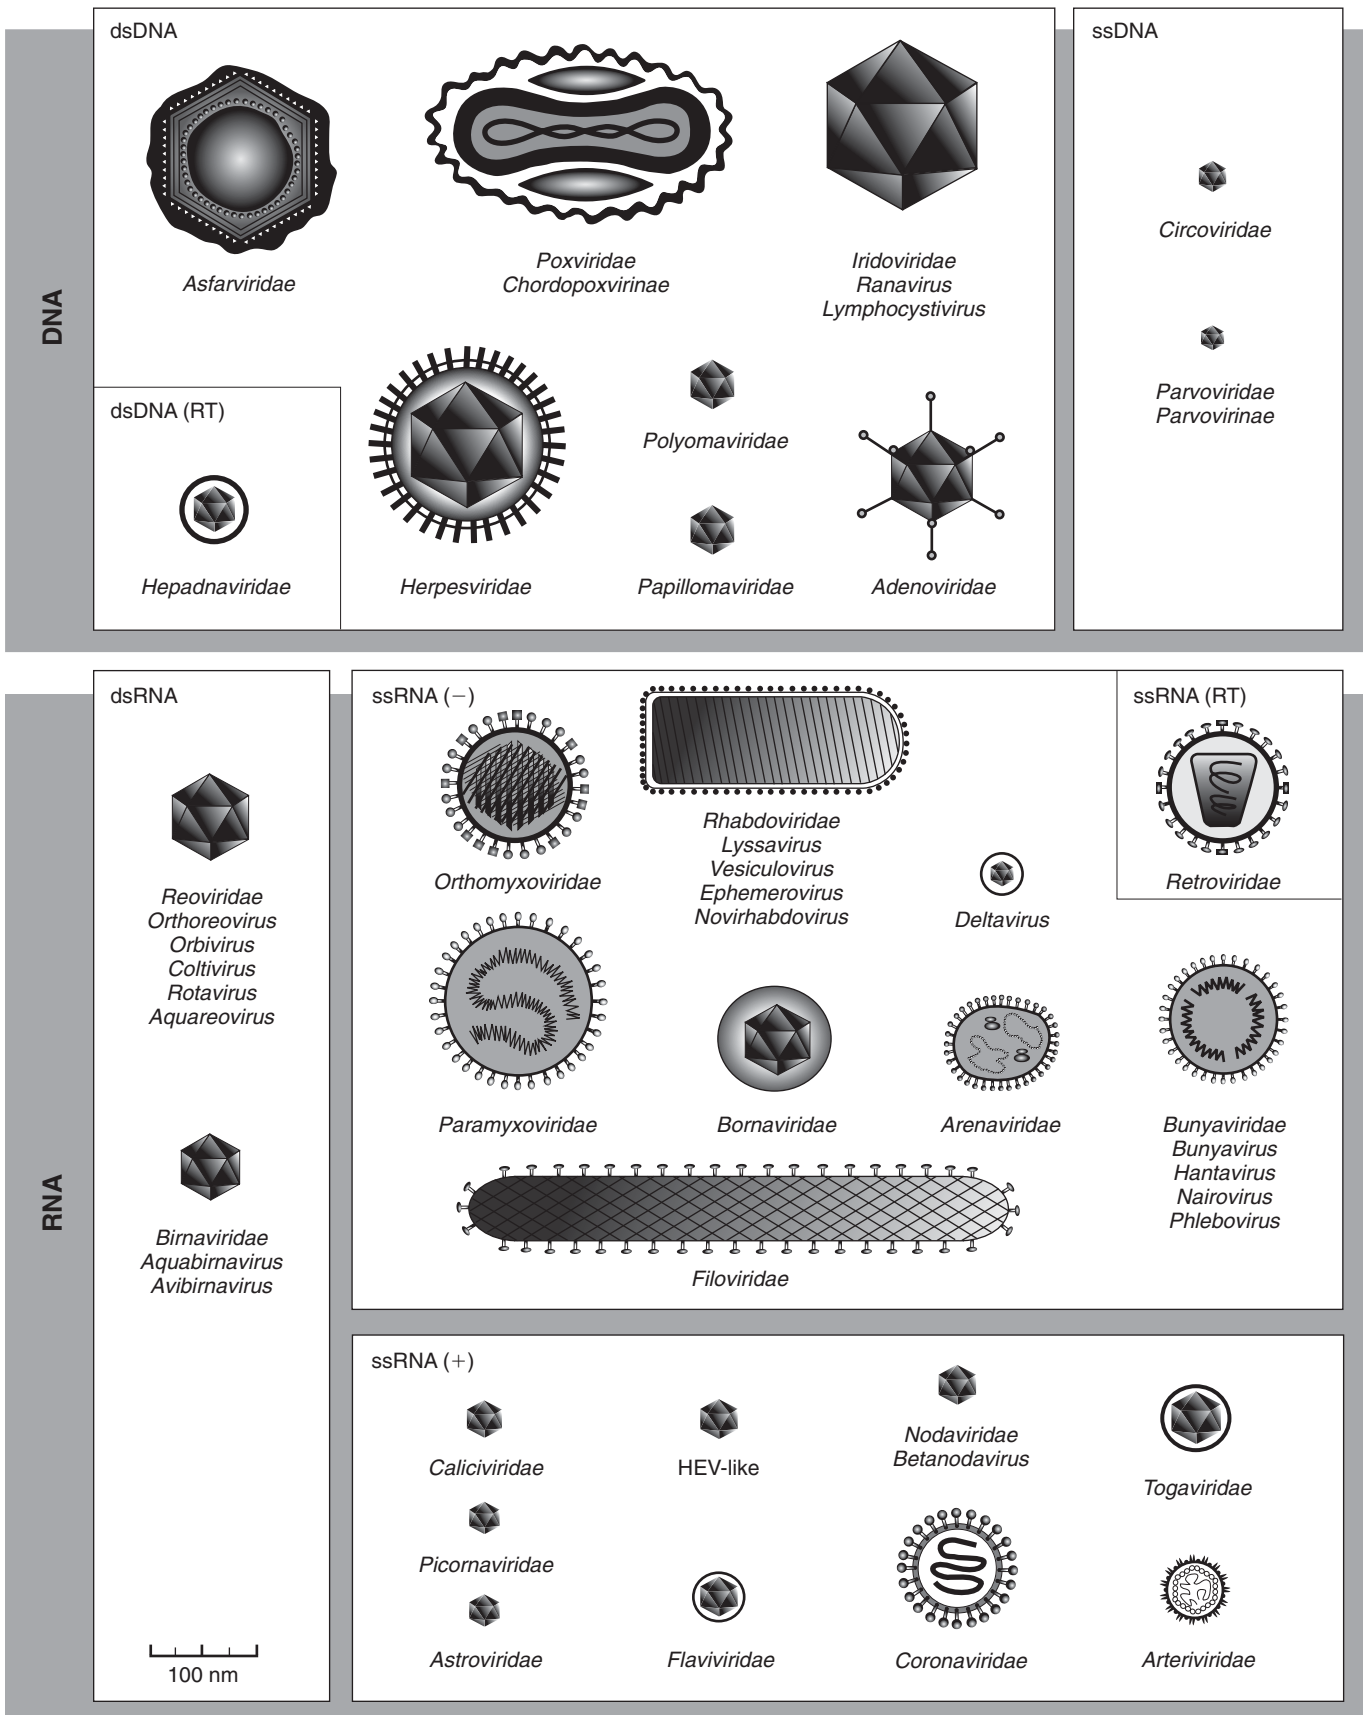 DNA
dsDNA
Asfarviridae
Poxviridae
Chordopoxvirinae
Iridoviridae
Ranavirus
Lymphocystivirus
dsDNA (RT)
Hepadnaviridae
Herpesviridae
Polyomaviridae
Papillomaviridae
Adenoviridae
ssDNA
Circoviridae
Parvoviridae
Parvovirinae
RNA
dsRNA
Reoviridae
Orthoreovirus
Orbivirus
Coltivirus
Rotavirus
Aquareovirus
Birnaviridae
Aquabirnavirus
Avibirnavirus
100 nm
ssRNA (−)
Orthomyxoviridae
Rhabdoviridae
Lyssavirus
Vesiculovirus
Ephemerovirus
Novirhabdovirus
Deltavirus
ssRNA (RT)
Retroviridae
Paramyxoviridae
Bornaviridae
Arenaviridae
Bunyaviridae
Bunyavirus
Hantavirus
Nairovirus
Phlebovirus
Filoviridae
ssRNA (+)
Caliciviridae
HEV-like
Nodaviridae
Betanodavirus
Togaviridae
Picornaviridae
Astroviridae
Flaviviridae
Coronaviridae
Arteriviridae